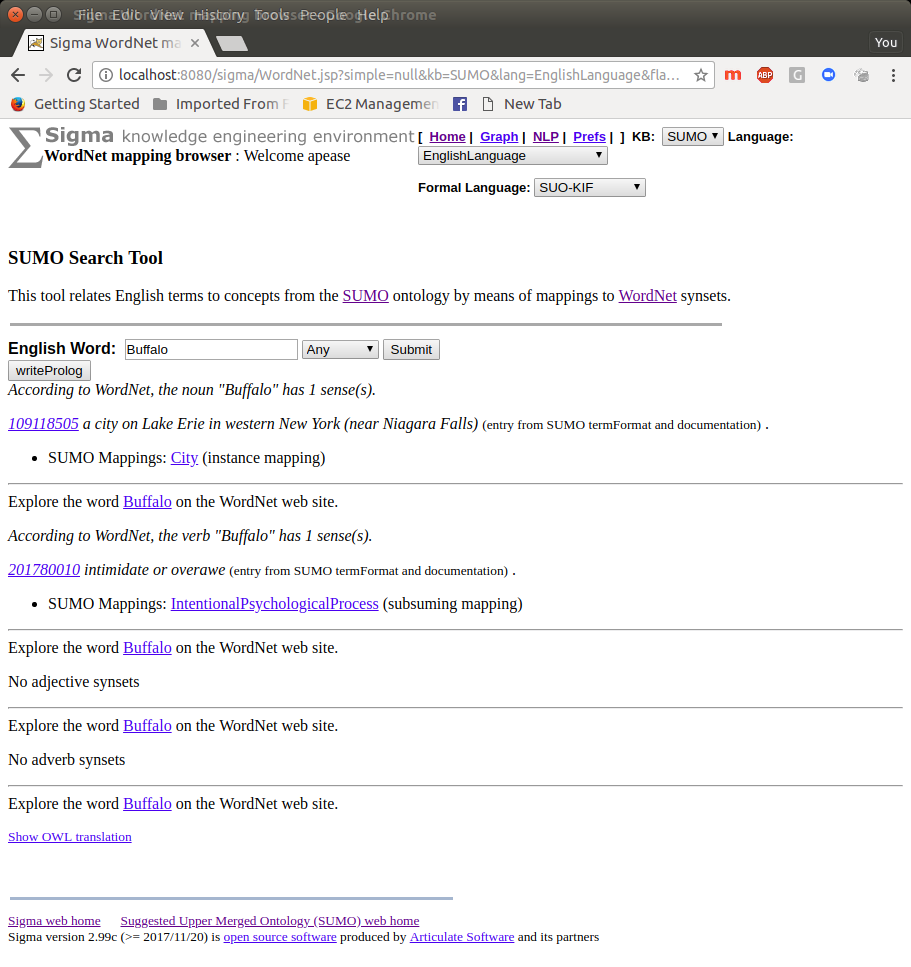 File Edit View History Tools People Help
Sigma WordNet ma
You
localhost:8080/sigma/WordNet.jsp?simple=null&kb=SUMO&lang=EnglishLanguage&fla...
Getting Started Imported From F EC2 Managemen New Tab
Sigma knowledge engineering environment [ Home | Graph | NLP | Prefs | ] KB: SUMO Language:
WordNet mapping browser : Welcome apease EnglishLanguage
Formal Language: SUO-KIF
SUMO Search Tool
This tool relates English terms to concepts from the SUMO ontology by means of mappings to WordNet synsets.
English Word: Buffalo Any Submit
writeProlog
According to WordNet, the noun "Buffalo" has 1 sense(s).
109118505 a city on Lake Erie in western New York (near Niagara Falls) (entry from SUMO termFormat and documentation) .
• SUMO Mappings: City (instance mapping)
Explore the word Buffalo on the WordNet web site.
According to WordNet, the verb "Buffalo" has 1 sense(s).
201780010 intimidate or overawe (entry from SUMO termFormat and documentation) .
• SUMO Mappings: IntentionalPsychologicalProcess (subsuming mapping)
Explore the word Buffalo on the WordNet web site.
No adjective synsets
Explore the word Buffalo on the WordNet web site.
No adverb synsets
Explore the word Buffalo on the WordNet web site.
Show OWL translation
Sigma web home Suggested Upper Merged Ontology (SUMO) web home
Sigma version 2.99c (>= 2017/11/20) is open source software produced by Articulate Software and its partners